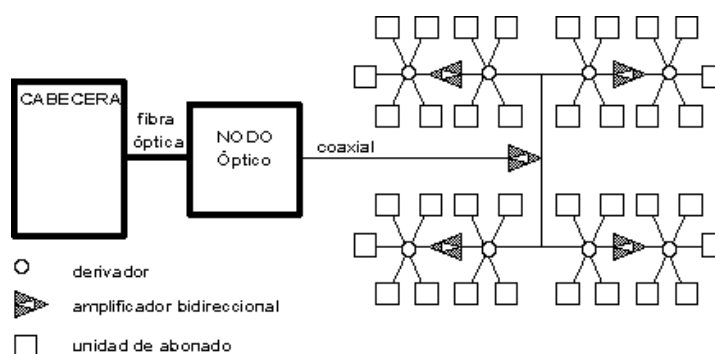 CABECERA
fibra
óptica
NODO
Óptico
coaxial
derivador
amplificador bidireccional
unidad de abonado